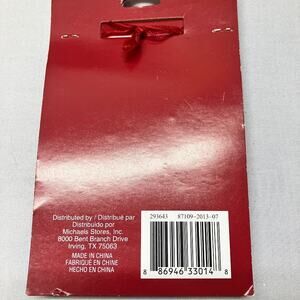 Distributed by / Distribué par
Distribuido por
Michaels Stores, Inc.
8000 Bent Branch Drive
Irving, TX 75063
MADE IN CHINA
FABRIQUÉ EN CHINE
HECHO EN CHINA
293643 87109-2013-07
8 86946 33014 8